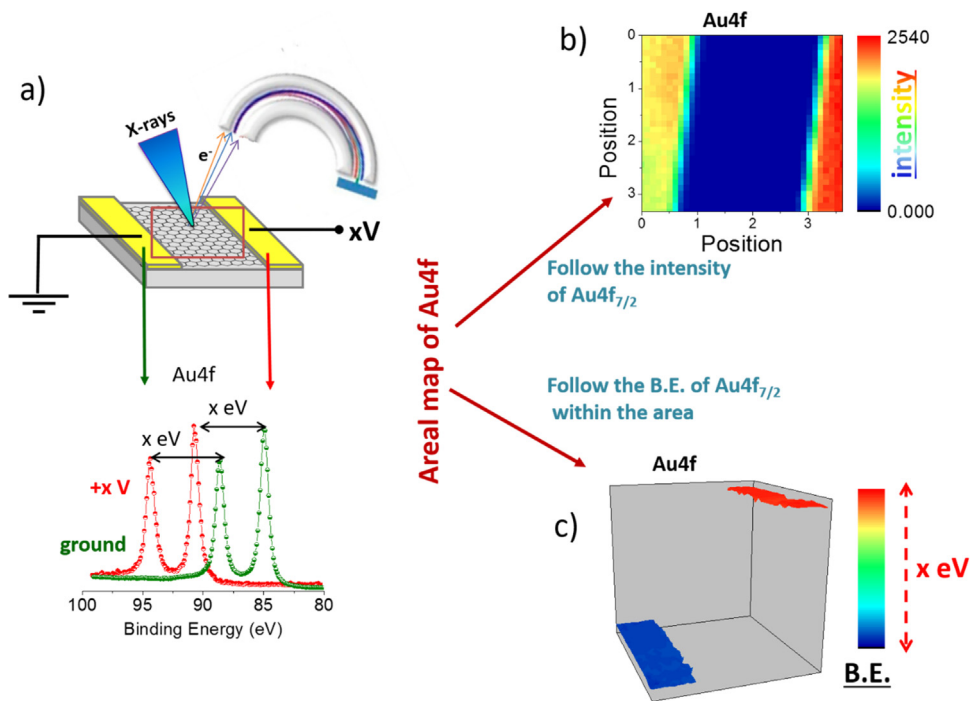 a)
X-rays
e-
xV
Au4f
x eV
x eV
+x V
ground
100
95
90
85
80
Binding Energy (eV)
Areal map of Au4f
b)
Au4f
0
1
2
3
Position
0
1
2
3
Position
2540
intensity
0.000
Follow the intensity
of Au4f7/2
Follow the B.E. of Au4f7/2
within the area
Au4f
c)
x eV
B.E.